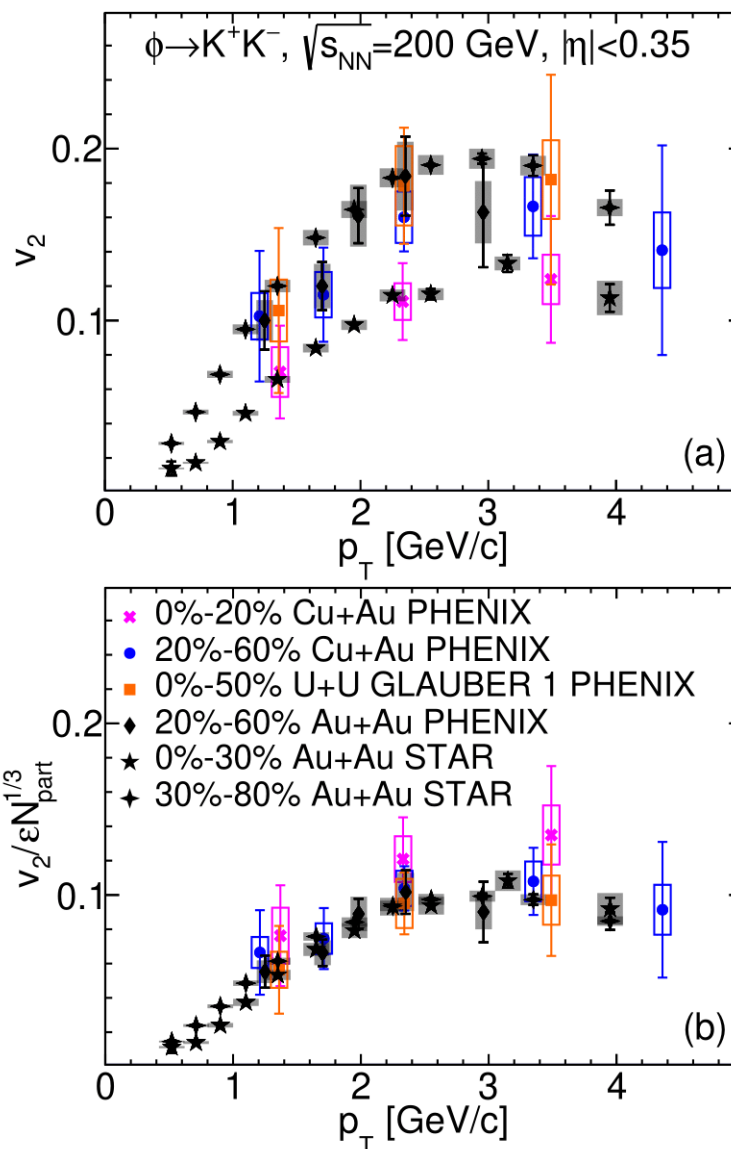 ϕ→K⁺K⁻, √s_NN=200 GeV, |η|<0.35
0.2
v₂
0.1
(a)
0 1 2 3 4
p_T [GeV/c]
0%-20% Cu+Au PHENIX
20%-60% Cu+Au PHENIX
0%-50% U+U GLAUBER 1 PHENIX
0.2
20%-60% Au+Au PHENIX
0%-30% Au+Au STAR
30%-80% Au+Au STAR
v₂/εN_part^1/3
0.1
(b)
0 1 2 3 4
p_T [GeV/c]